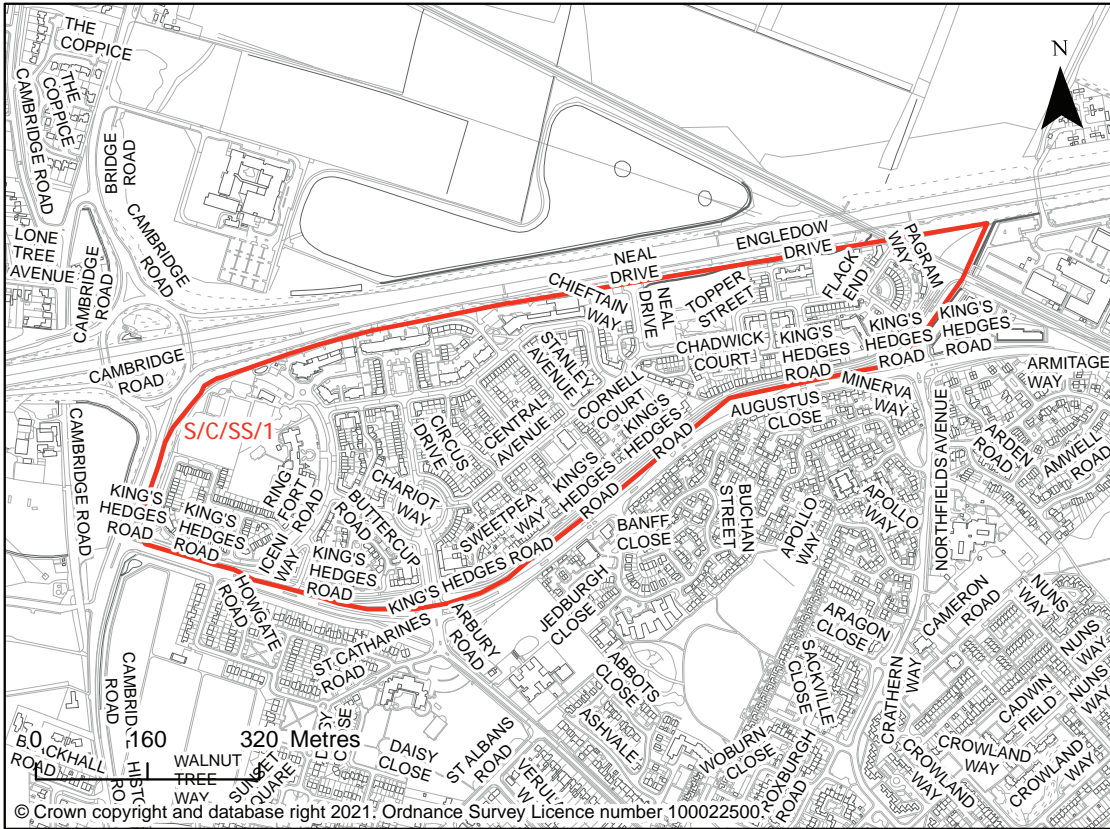 THE
COPPICE
CAMBRIDGE ROAD
THE
COPPICE
BRIDGE
ROAD
N
LONE
TREE
AVENUE
CAMBRIDGE
ROAD
CAMBRIDGE
ROAD
CAMBRIDGE
ROAD
NEAL
DRIVE
ENGLEDOW
DRIVE
PAGRAM
WAY
FLACK
END
CHIEFTAIN
WAY
NEAL
DRIVE
TOPPER
STREET
KING'S
HEDGES
ROAD
KING'S
HEDGES
ROAD
KING'S
HEDGES
ROAD
CHADWICK
COURT
STANLEY
AVENUE
CORNELL
COURT
MINERVA
WAY
ARMITAGE
WAY
AUGUSTUS
CLOSE
S/C/SS/1
CAMBRIDGE ROAD
CIRCUS
DRIVE
CENTRAL
AVENUE
KING'S
HEDGES
ROAD
KING'S
HEDGES
ROAD
NORTHFIELDS AVENUE
ARDEN
ROAD
AMWELL
ROAD
KING'S
HEDGES
ROAD
KING'S
HEDGES
ROAD
RING
FORT
ROAD
ICENI
WAY
CHARIOT
WAY
BUTTERCUP
ROAD
SWEETPEA
WAY
KING'S
HEDGES
ROAD
KING'S HEDGES ROAD
BANFF
CLOSE
BUCHAN
STREET
APOLLO
WAY
APOLLO
WAY
HOWGATE
ROAD
ST CATHARINES
ROAD
ARBURY
ROAD
JEDBURGH
CLOSE
ABBOTS
CLOSE
ARAGON
CLOSE
SACKVILLE
CLOSE
CAMERON
ROAD
NUNS
WAY
NUNS
WAY
NUNS
WAY
CRATHERN
WAY
CADWIN
FIELD
CROWLAND
WAY
CROWLAND
WAY
CROWLAND
CAMBRIDGE
ROAD
ASHVALE
WOBURN
CLOSE
ROXBURGH
ROAD
ST ALBANS
ROAD
DAISY
CLOSE
CLOSE
SUNSET
SQUARE
WALNUT
TREE
WAY
ROAD
0 160 320 Metres
© Crown copyright and database right 2021. Ordnance Survey Licence number 100022500.